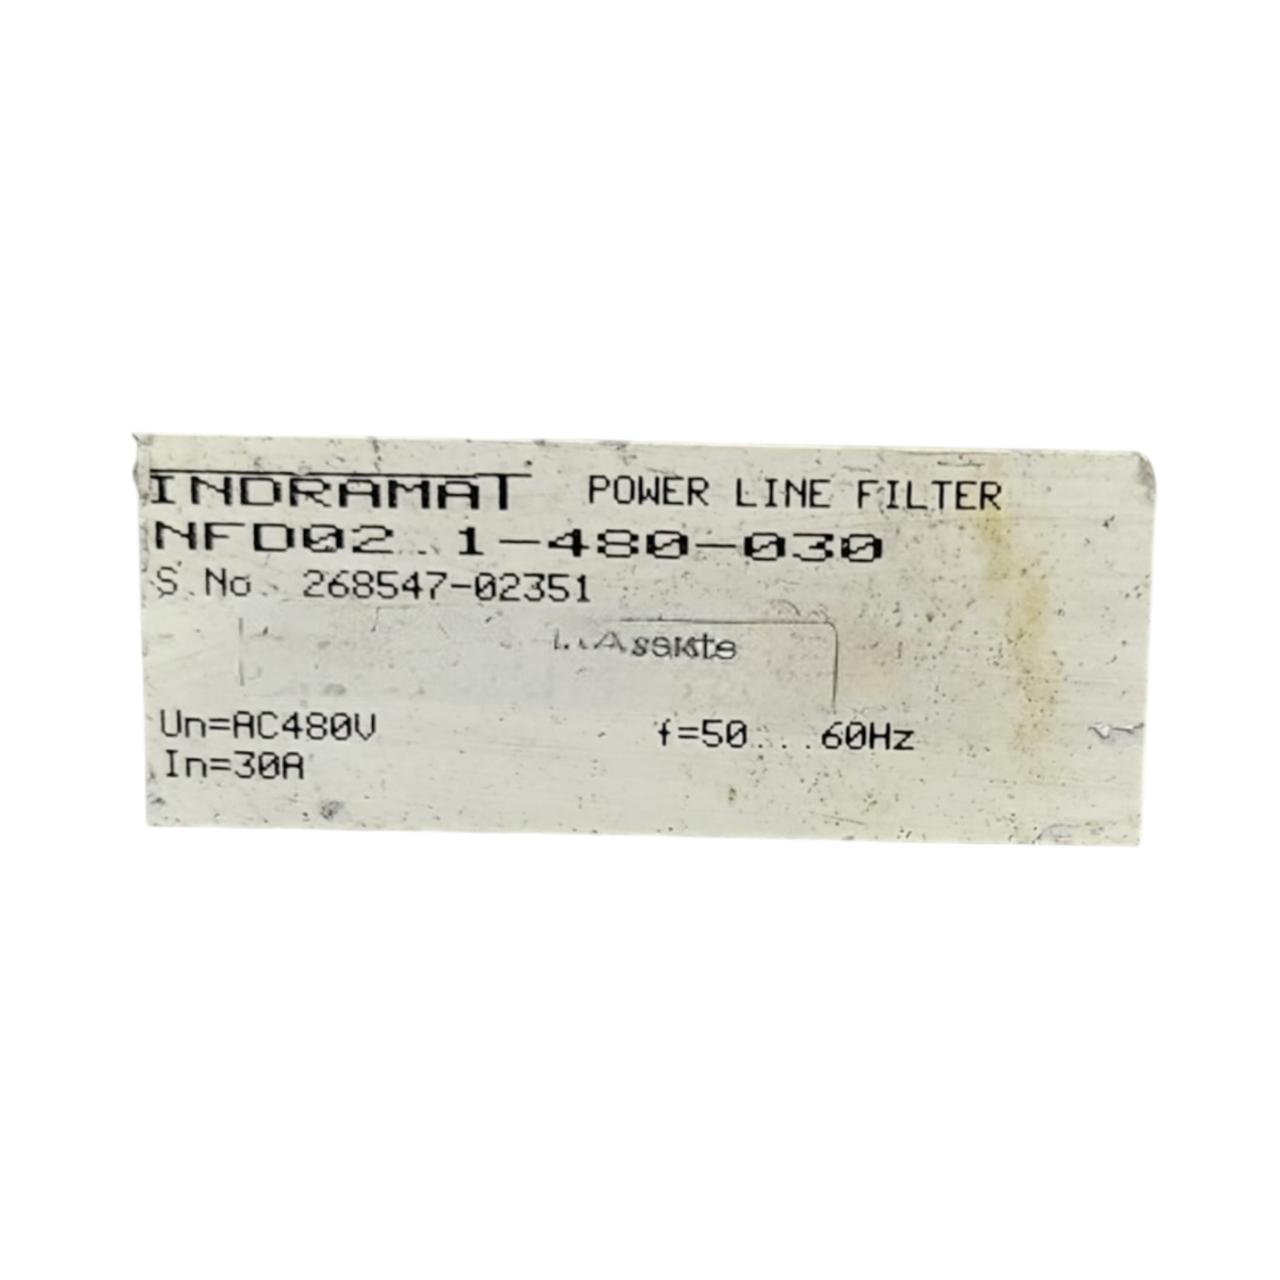 INDRAMAT POWER LINE FILTER
NFD02.1-480-030
S.No. 268547-02351
Un=AC480V f=50...60Hz
In=30A